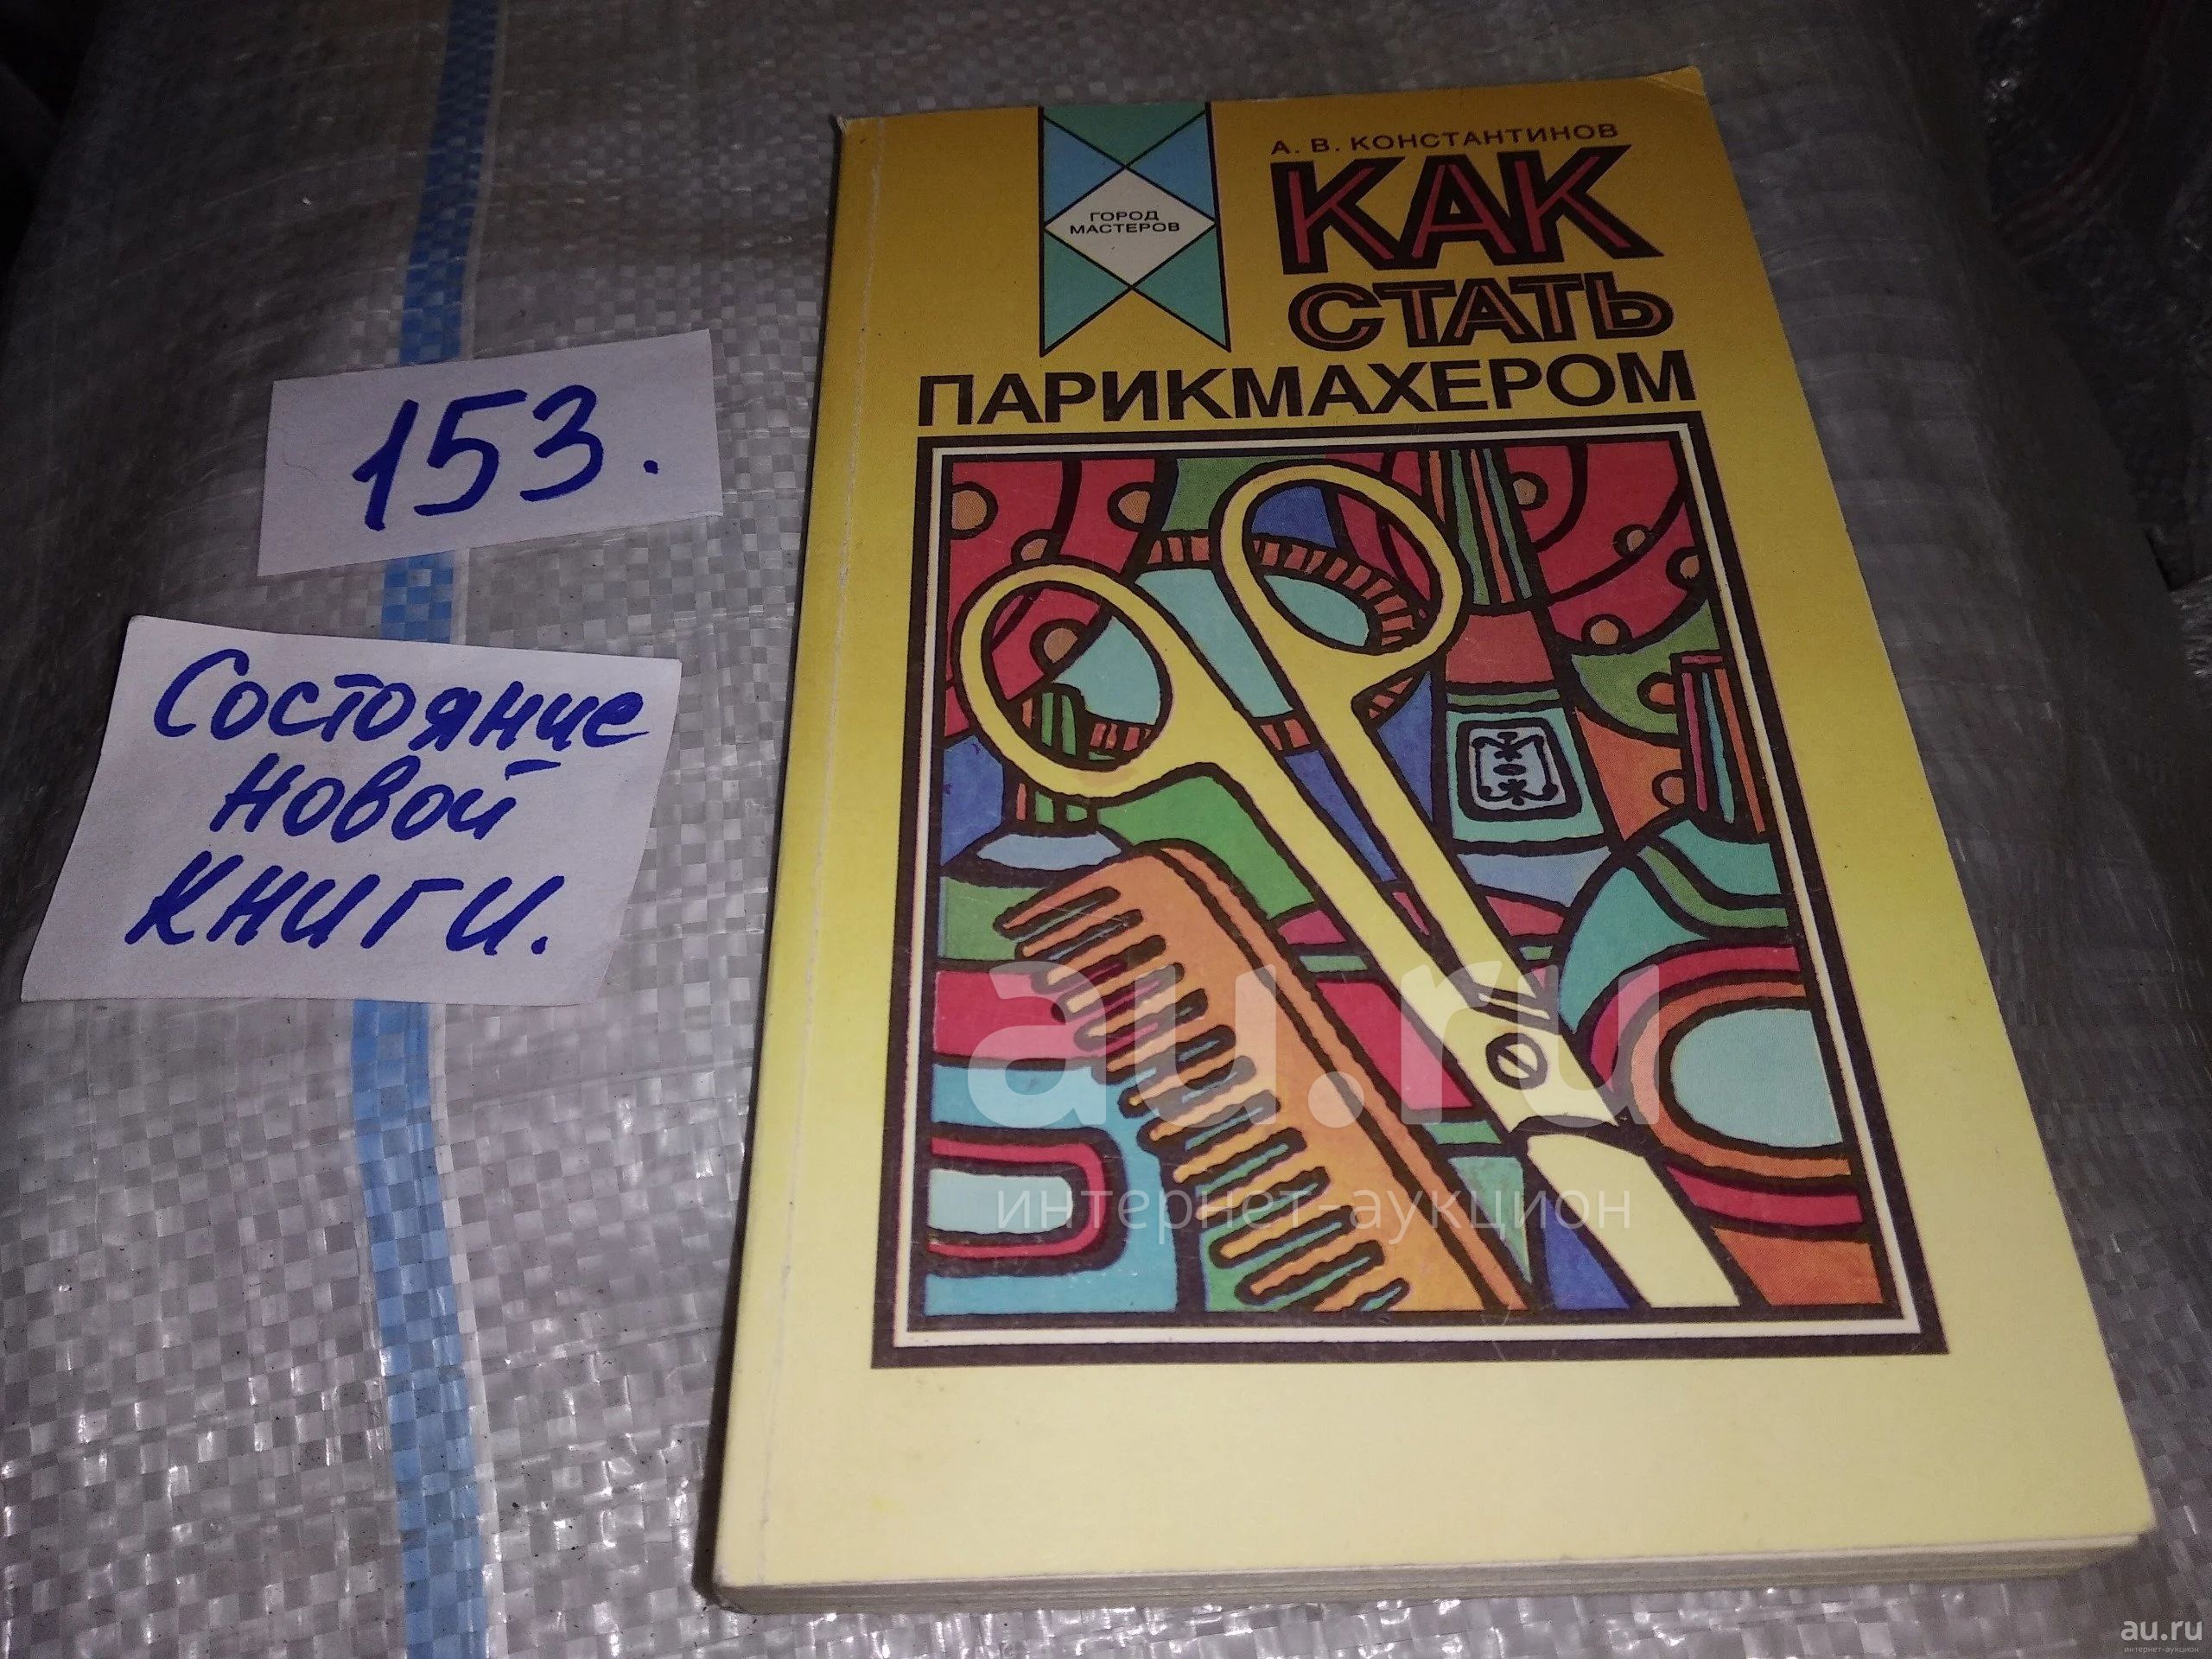 153.
Состояние
новой
книги.
А. В. КОНСТАНТИНОВ
КАК
СТАТЬ
ПАРИКМАХЕРОМ
ГОРОД
МАСТЕРОВ
au.ru
интернет-аукцион
au.ru
интернет-аукцион